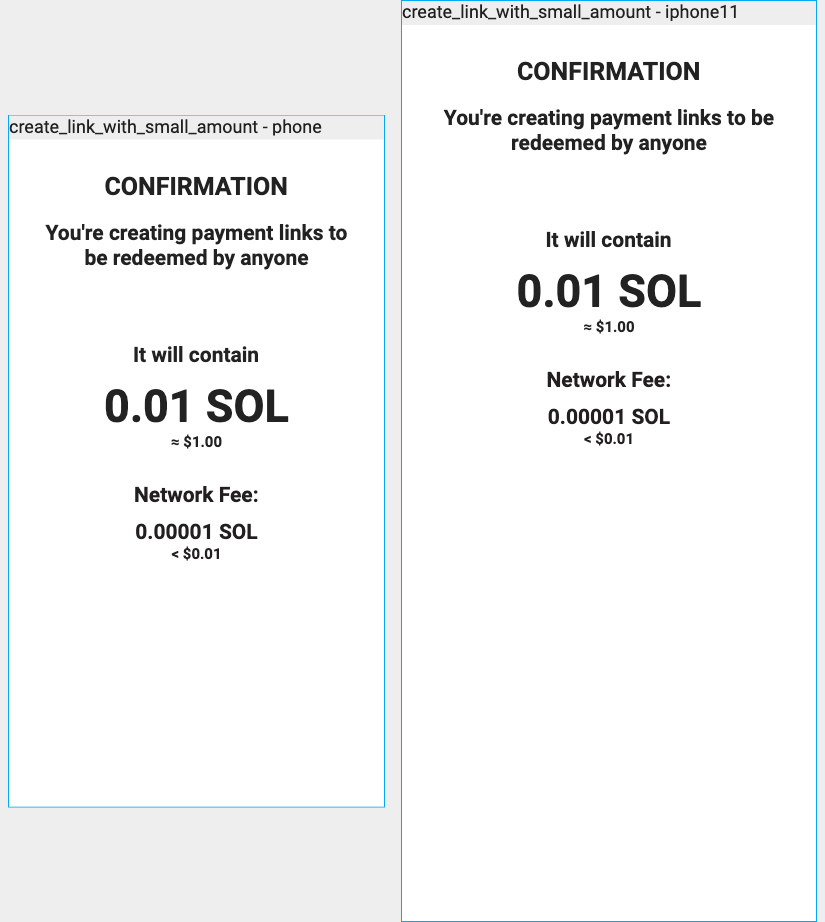 create_link_with_small_amount - phone
CONFIRMATION
You're creating payment links to
be redeemed by anyone
It will contain
0.01 SOL
≈ $1.00
Network Fee:
0.00001 SOL
< $0.01
create_link_with_small_amount - iphone11
CONFIRMATION
You're creating payment links to be
redeemed by anyone
It will contain
0.01 SOL
≈ $1.00
Network Fee:
0.00001 SOL
< $0.01